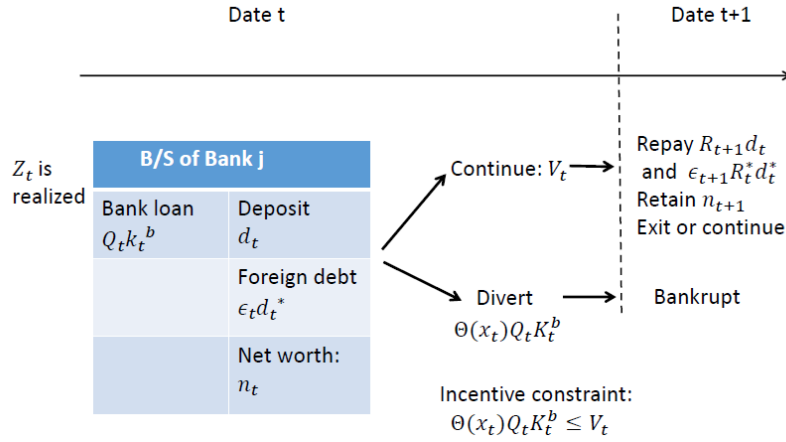 Date t
Date t+1
Z_t is
realized
B/S of Bank j
Bank loan
Q_t k_t^b
Deposit
d_t
Foreign debt
ϵ_t d_t^*
Net worth:
n_t
Continue: V_t
Divert
Θ(x_t)Q_t K_t^b
Incentive constraint:
Θ(x_t)Q_t K_t^b ≤ V_t
Repay R_{t+1} d_t
and ϵ_{t+1} R_t^* d_t^*
Retain n_{t+1}
Exit or continue
Bankrupt